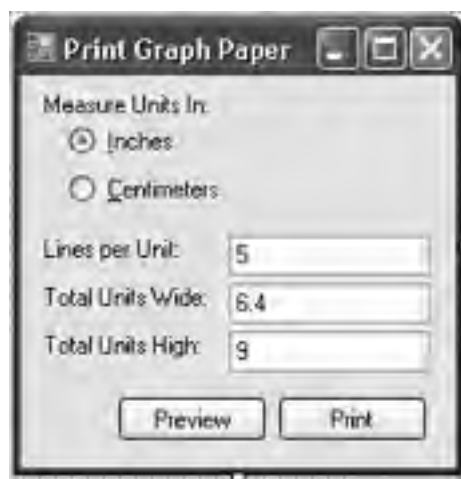 Print Graph Paper
Measure Units In:
Inches
Centimeters
Lines per Unit: 5
Total Units Wide: 6.4
Total Units High: 9
Preview Print